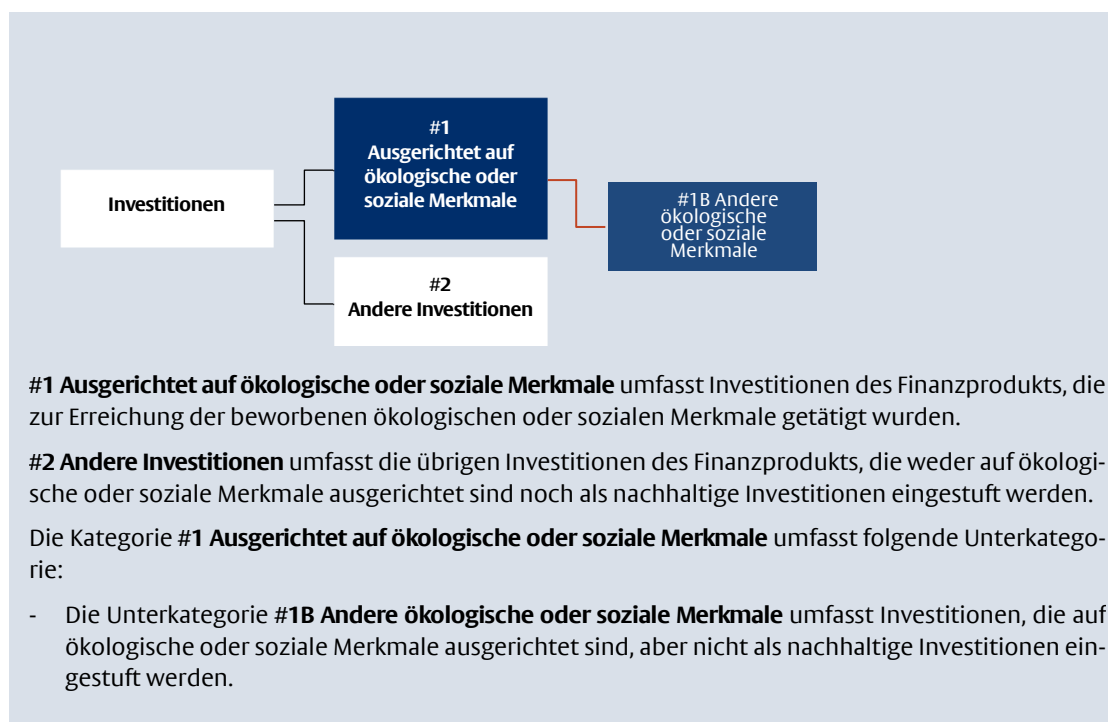 #1
Ausgerichtet auf
ökologische oder
soziale Merkmale
Investitionen
#1B Andere
ökologische
oder soziale
Merkmale
#2
Andere Investitionen
#1 Ausgerichtet auf ökologische oder soziale Merkmale umfasst Investitionen des Finanzprodukts, die
zur Erreichung der beworbenen ökologischen oder sozialen Merkmale getätigt wurden.
#2 Andere Investitionen umfasst die übrigen Investitionen des Finanzprodukts, die weder auf ökologi-
sche oder soziale Merkmale ausgerichtet sind noch als nachhaltige Investitionen eingestuft werden.
Die Kategorie #1 Ausgerichtet auf ökologische oder soziale Merkmale umfasst folgende Unterkatego-
rie:
- Die Unterkategorie #1B Andere ökologische oder soziale Merkmale umfasst Investitionen, die auf
ökologische oder soziale Merkmale ausgerichtet sind, aber nicht als nachhaltige Investitionen ein-
gestuft werden.